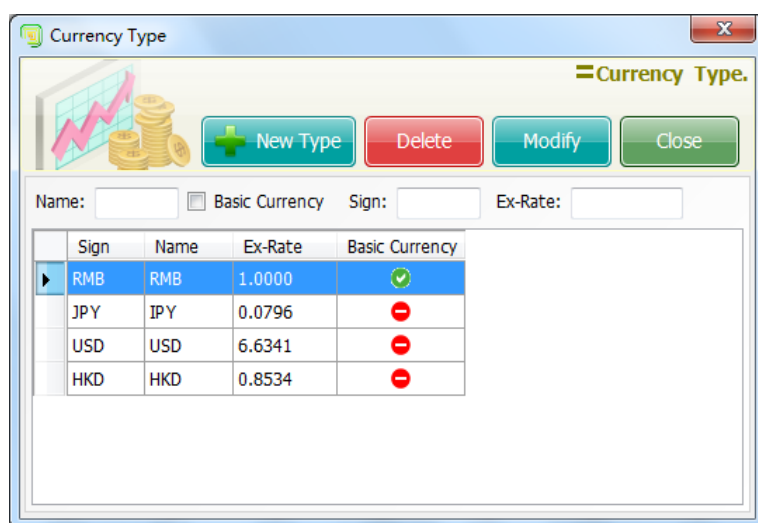 Currency Type
=Currency Type.
New Type Delete Modify Close
Name: Basic Currency Sign: Ex-Rate:
Sign Name Ex-Rate Basic Currency
RMB RMB 1.0000
JPY IPY 0.0796
USD USD 6.6341
HKD HKD 0.8534